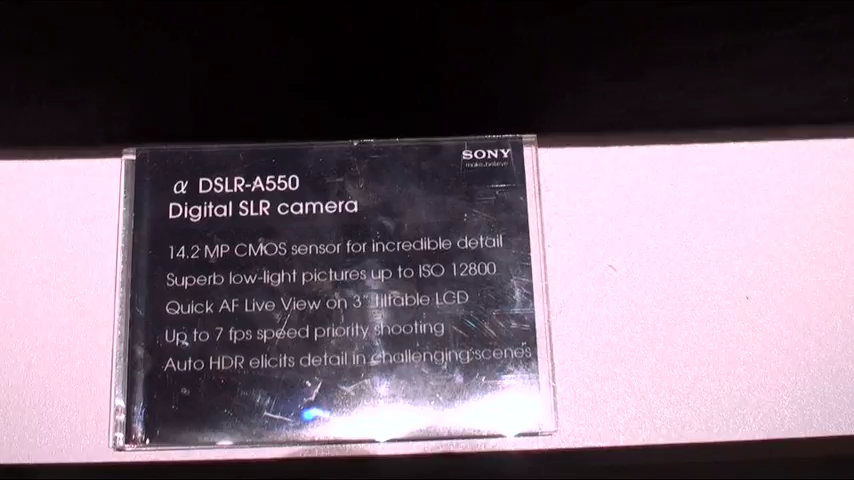 SONY
make.believe
α DSLR-A550
Digital SLR camera
14.2 MP CMOS sensor for incredible detail
Superb low-light pictures up to ISO 12800
Quick AF Live View on 3" tiltable LCD
Up to 7 fps speed priority shooting
Auto HDR elicits detail in challenging scenes